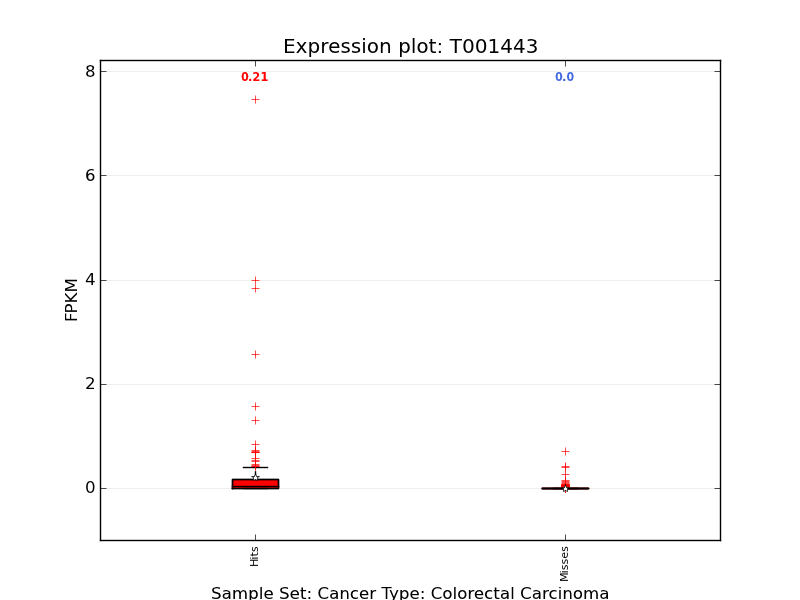 Expression plot: T001443
0.21
0.0
8
6
4
2
0
FPKM
Hits
Misses
Sample Set: Cancer Type: Colorectal Carcinoma